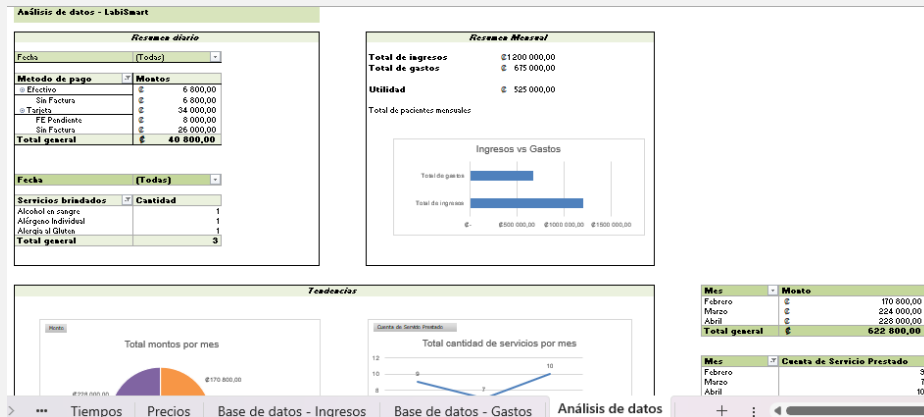 Análisis de datos - LabiSmart
Resumen diario
Fecha (Todas)
Metodo de pago Montos
Efectivo ₡ 6 800,00
Sin Factura ₡ 6 800,00
Tarjeta ₡ 34 000,00
FE Pendiente ₡ 8 000,00
Sin Factura ₡ 26 000,00
Total general ₡ 40 800,00
Fecha (Todas)
Servicios brindados Cantidad
Alcohol en sangre 1
Alérgeno Individual 1
Alergia al Gluten 1
Total general 3
Resumen Mensual
Total de ingresos ₡1 200 000,00
Total de gastos ₡ 675 000,00
Utilidad ₡ 525 000,00
Total de pacientes mensuales
Ingresos vs Gastos
Total de gastos
Total de ingresos
₡- ₡500 000,00 ₡1000 000,00 ₡1500 000,00
Tendencias
Monto
Total montos por mes
₡170 800,00
₡228 000,00
Cuenta de Servicio Prestado
Total cantidad de servicios por mes
12
10
8
9
7
10
Mes Monto
Febrero ₡ 170 800,00
Marzo ₡ 224 000,00
Abril ₡ 228 000,00
Total general ₡ 622 800,00
Mes Cuenta de Servicio Prestado
Febrero 9
Marzo 7
Abril 10
Tiempos Precios Base de datos - Ingresos Base de datos - Gastos Análisis de datos